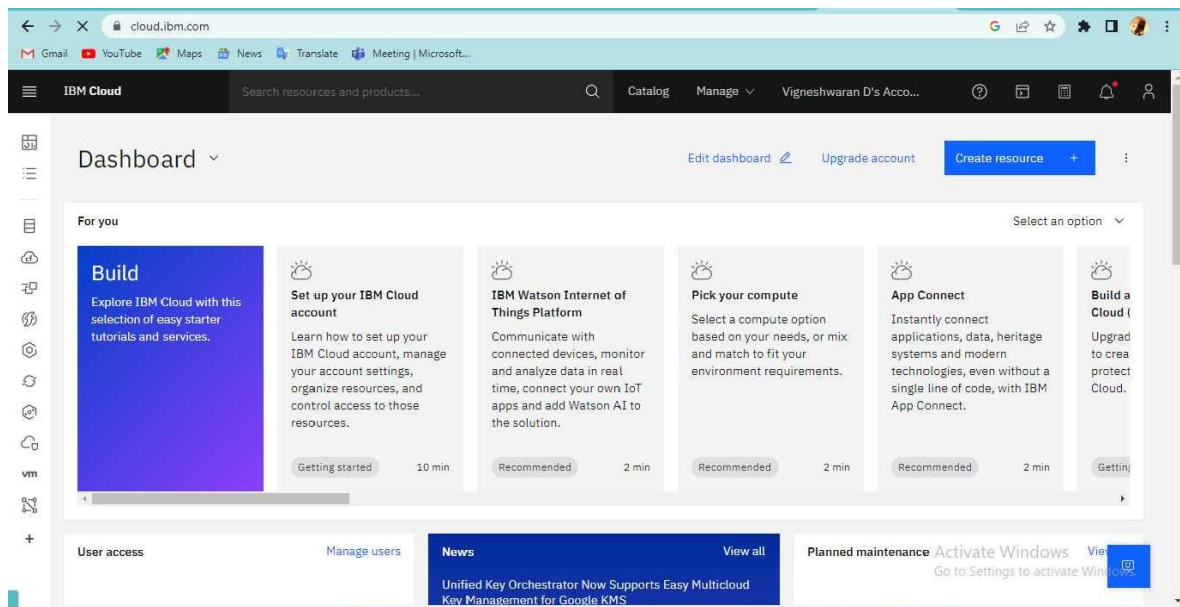 cloud.ibm.com
Gmail YouTube Maps News Translate Meeting | Microsoft...
IBM Cloud Search resources and products... Catalog Manage Vigneshwaran D's Acco...
Dashboard Edit dashboard Upgrade account Create resource +
For you Select an option
Build
Explore IBM Cloud with this
selection of easy starter
tutorials and services.
Set up your IBM Cloud
account
Learn how to set up your
IBM Cloud account, manage
your account settings,
organize resources, and
control access to those
resources.
Getting started 10 min
IBM Watson Internet of
Things Platform
Communicate with
connected devices, monitor
and analyze data in real
time, connect your own IoT
apps and add Watson AI to
the solution.
Recommended 2 min
Pick your compute
Select a compute option
based on your needs, or mix
and match to fit your
environment requirements.
Recommended 2 min
App Connect
Instantly connect
applications, data, heritage
systems and modern
technologies, even without a
single line of code, with IBM
App Connect.
Recommended 2 min
Build a
Cloud (
Upgrad
to crea
protect
Cloud.
Getting
vm
User access Manage users
News View all
Unified Key Orchestrator Now Supports Easy Multicloud
Key Management for Google KMS
Planned maintenance
Activate Windows
Go to Settings to activate Windows.